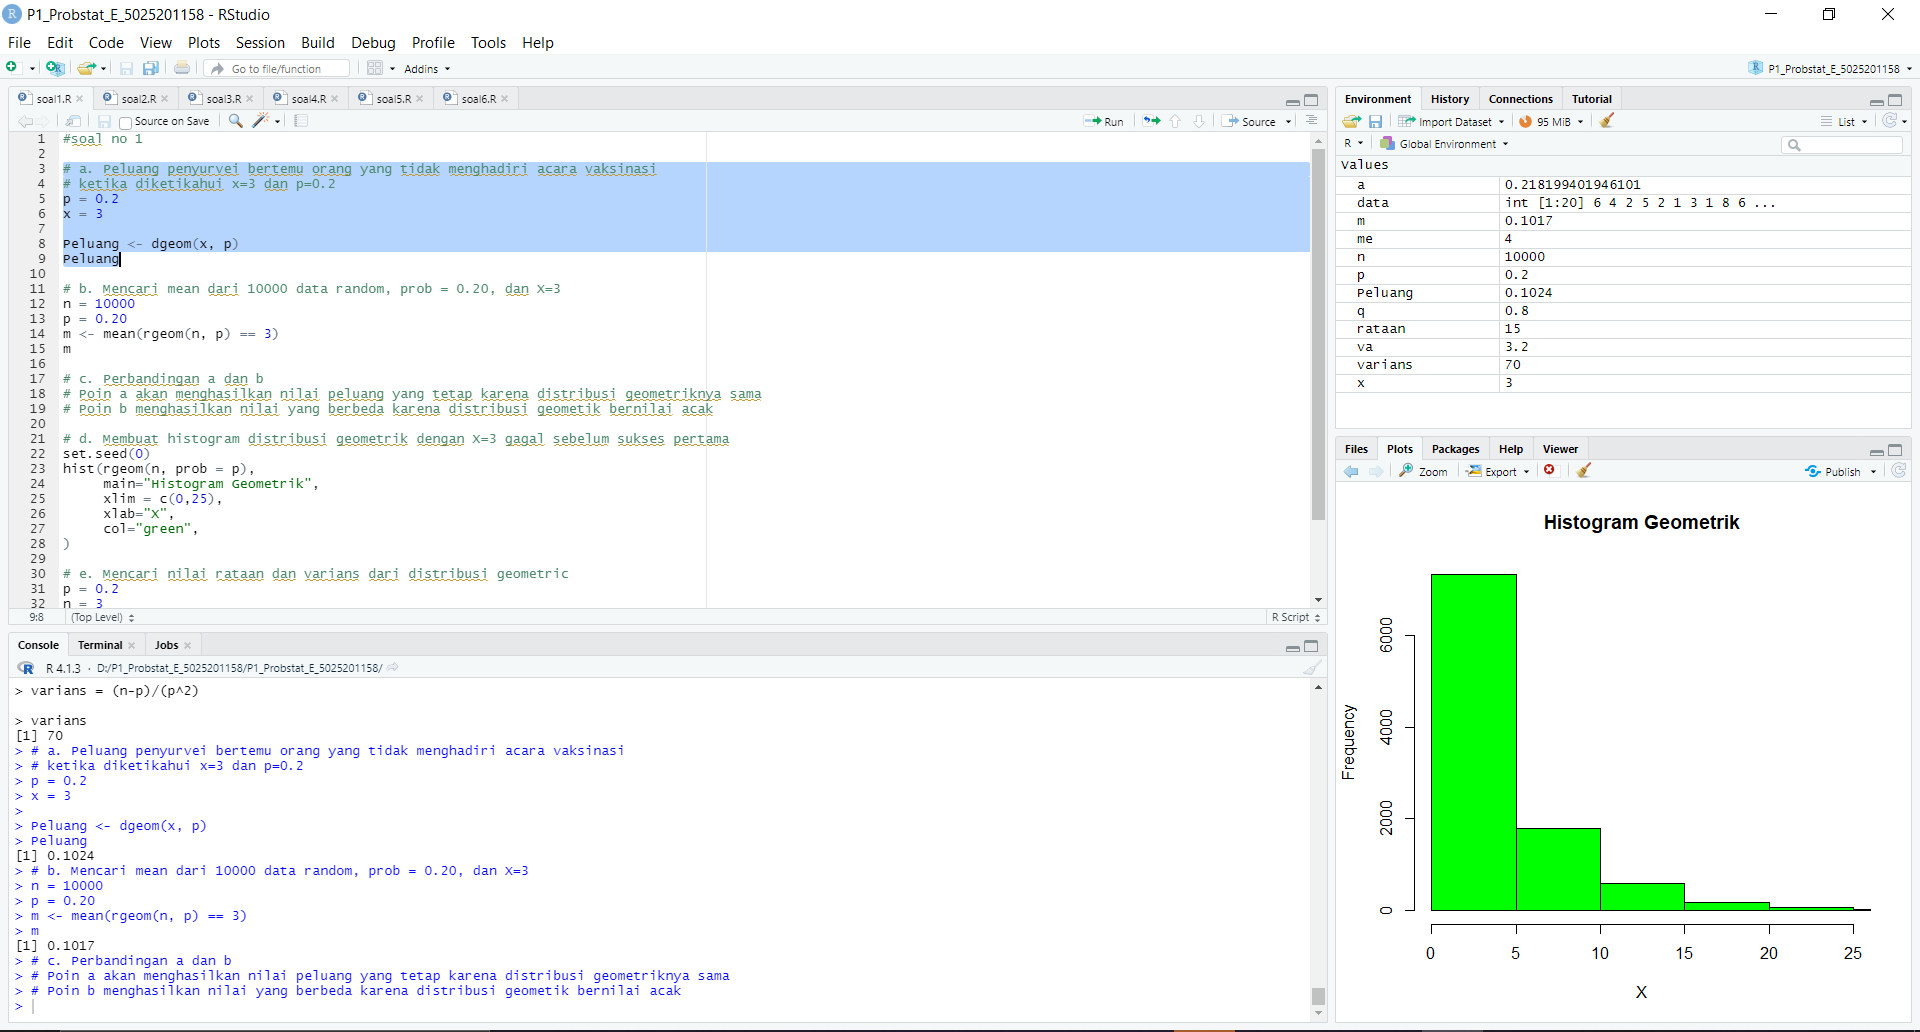 P1_Probstat_E_5025201158 - RStudio
File Edit Code View Plots Session Build Debug Profile Tools Help
Go to file/function Addins P1_Probstat_E_5025201158
soal1.R soal2.R soal3.R soal4.R soal5.R soal6.R
Source on Save Run Source
1 #soal no 1
2
3 # a. Peluang penyurvei bertemu orang yang tidak menghadiri acara vaksinasi
4 # ketika diketikahui x=3 dan p=0.2
5 p = 0.2
6 x = 3
7
8 Peluang <- dgeom(x, p)
9 Peluang
10
11 # b. Mencari mean dari 10000 data random, prob = 0.20, dan X=3
12 n = 10000
13 p = 0.20
14 m <- mean(rgeom(n, p) == 3)
15 m
16
17 # c. Perbandingan a dan b
18 # Poin a akan menghasilkan nilai peluang yang tetap karena distribusi geometriknya sama
19 # Poin b menghasilkan nilai yang berbeda karena distribusi geometik bernilai acak
20
21 # d. Membuat histogram distribusi geometrik dengan X=3 gagal sebelum sukses pertama
22 set.seed(0)
23 hist(rgeom(n, prob = p),
24 main="Histogram Geometrik",
25 xlim = c(0,25),
26 xlab="X",
27 col="green",
28 )
29
30 # e. Mencari nilai rataan dan varians dari distribusi geometric
31 p = 0.2
32 n = 3
9:8 (Top Level) R Script
Console Terminal Jobs
R 4.1.3 · D:/P1_Probstat_E_5025201158/P1_Probstat_E_5025201158/
> varians = (n-p)/(p^2)
> varians
[1] 70
> # a. Peluang penyurvei bertemu orang yang tidak menghadiri acara vaksinasi
> # ketika diketikahui x=3 dan p=0.2
> p = 0.2
> x = 3
>
> Peluang <- dgeom(x, p)
> Peluang
[1] 0.1024
> # b. Mencari mean dari 10000 data random, prob = 0.20, dan X=3
> n = 10000
> p = 0.20
> m <- mean(rgeom(n, p) == 3)
> m
[1] 0.1017
> # c. Perbandingan a dan b
> # Poin a akan menghasilkan nilai peluang yang tetap karena distribusi geometriknya sama
> # Poin b menghasilkan nilai yang berbeda karena distribusi geometik bernilai acak
>
Environment History Connections Tutorial
Import Dataset 95 MiB List
R Global Environment
Values
a 0.218199401946101
data int [1:20] 6 4 2 5 2 1 3 1 8 6 ...
m 0.1017
me 4
n 10000
p 0.2
Peluang 0.1024
q 0.8
rataan 15
va 3.2
varians 70
x 3
Files Plots Packages Help Viewer
Zoom Export Publish
Histogram Geometrik
Frequency
6000
4000
2000
0
0 5 10 15 20 25
X